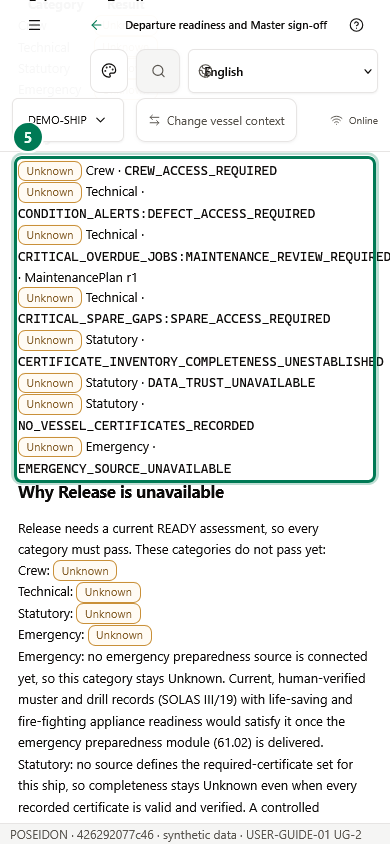 Category Result
Technical
Statutory
Emergency
Departure readiness and Master sign-off
English
DEMO-SHIP
Change vessel context
Online
5
Unknown Crew · CREW_ACCESS_REQUIRED
Unknown Technical ·
CONDITION_ALERTS:DEFECT_ACCESS_REQUIRED
Unknown Technical ·
CRITICAL_OVERDUE_JOBS:MAINTENANCE_REVIEW_REQUIRED
· MaintenancePlan r1
Unknown Technical ·
CRITICAL_SPARE_GAPS:SPARE_ACCESS_REQUIRED
Unknown Statutory ·
CERTIFICATE_INVENTORY_COMPLETENESS_UNESTABLISHED
Unknown Statutory · DATA_TRUST_UNAVAILABLE
Unknown Statutory ·
NO_VESSEL_CERTIFICATES_RECORDED
Unknown Emergency ·
EMERGENCY_SOURCE_UNAVAILABLE
Why Release is unavailable
Release needs a current READY assessment, so every
category must pass. These categories do not pass yet:
Crew: Unknown
Technical: Unknown
Statutory: Unknown
Emergency: Unknown
Emergency: no emergency preparedness source is connected
yet, so this category stays Unknown. Current, human-verified
muster and drill records (SOLAS III/19) with life-saving and
fire-fighting appliance readiness would satisfy it once the
emergency preparedness module (61.02) is delivered.
Statutory: no source defines the required-certificate set for
this ship, so completeness stays Unknown even when every
recorded certificate is valid and verified. A controlled
POSEIDON · 426292077c46 · synthetic data · USER-GUIDE-01 UG-2